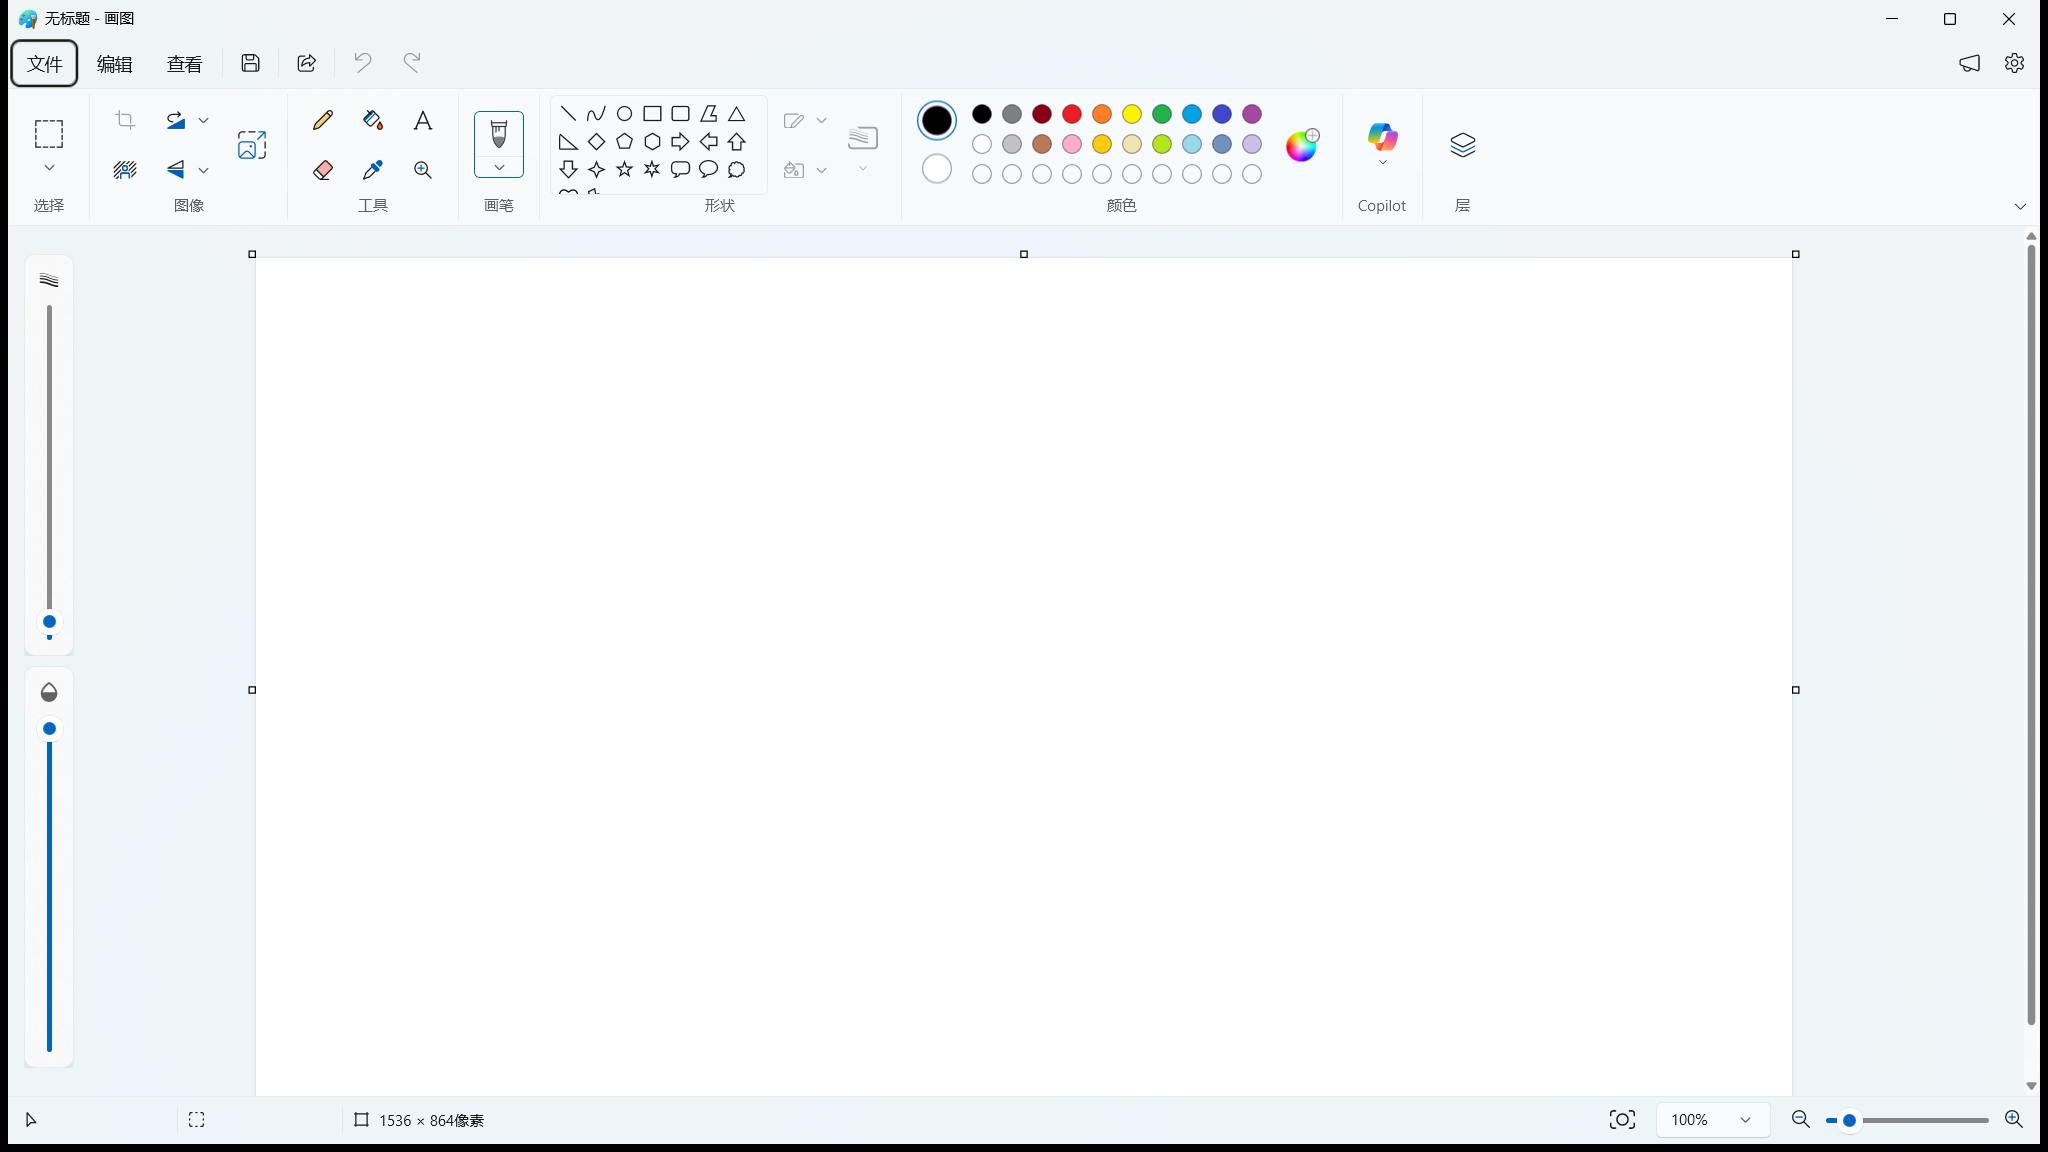 无标题 - 画图
文件 编辑 查看
选择 图像 工具 画笔 形状 颜色 Copilot 层
1536 × 864像素 100%